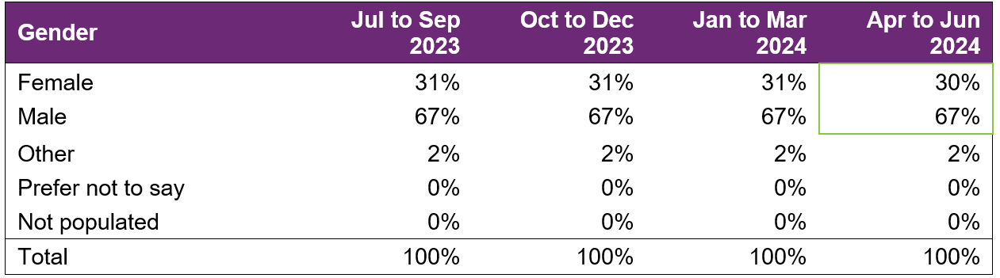 Gender Jul to Sep 2023 Oct to Dec 2023 Jan to Mar 2024 Apr to Jun 2024
Female 31% 31% 31% 30%
Male 67% 67% 67% 67%
Other 2% 2% 2% 2%
Prefer not to say 0% 0% 0% 0%
Not populated 0% 0% 0% 0%
Total 100% 100% 100% 100%